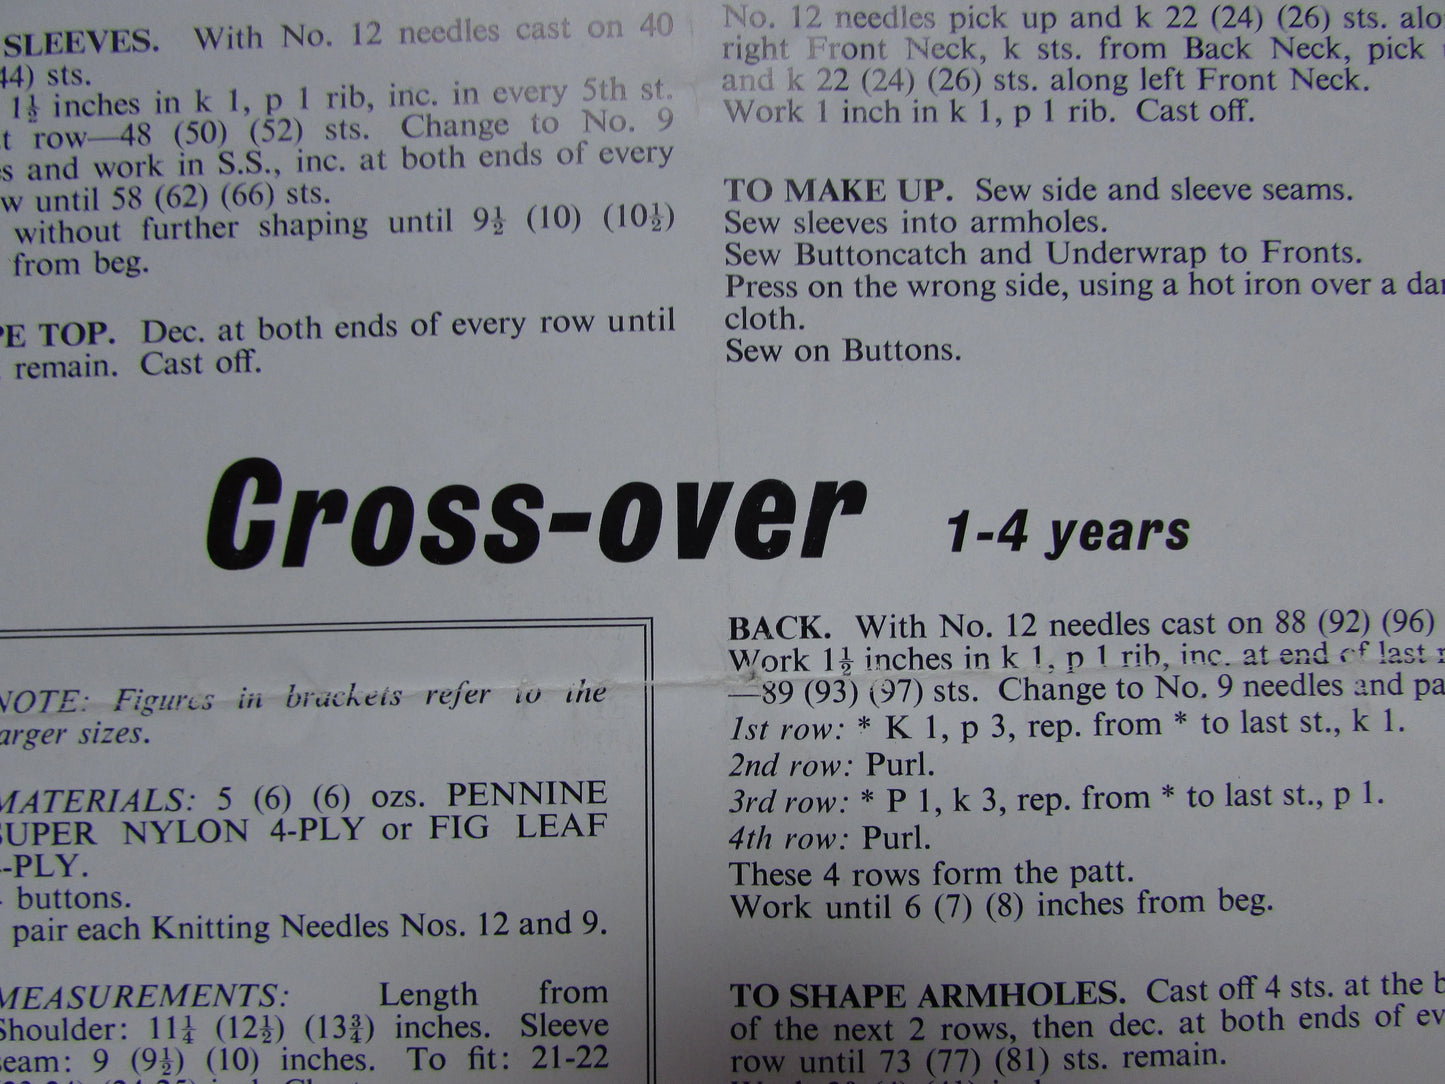 SLEEVES. With No. 12 needles cast on 40
44) sts.
1½ inches in k 1, p 1 rib, inc. in every 5th st.
row—48 (50) (52) sts. Change to No. 9
and work in S.S., inc. at both ends of every
until 58 (62) (66) sts.
without further shaping until 9½ (10) (10½)
from beg.
TOP. Dec. at both ends of every row until
remain. Cast off.
No. 12 needles pick up and k 22 (24) (26) sts. alo
right Front Neck, k sts. from Back Neck, pick
and k 22 (24) (26) sts. along left Front Neck.
Work 1 inch in k 1, p 1 rib. Cast off.
TO MAKE UP. Sew side and sleeve seams.
Sew sleeves into armholes.
Sew Buttoncatch and Underwrap to Fronts.
Press on the wrong side, using a hot iron over a da
cloth.
Sew on Buttons.
Cross-over 1-4 years
NOTE: Figures in brackets refer to the
arger sizes.
MATERIALS: 5 (6) (6) ozs. PENNINE
SUPER NYLON 4-PLY or FIG LEAF
-PLY.
buttons.
pair each Knitting Needles Nos. 12 and 9.
MEASUREMENTS: Length from
Shoulder: 11¼ (12½) (13¾) inches. Sleeve
seam: 9 (9½) (10) inches. To fit: 21-22
BACK. With No. 12 needles cast on 88 (92) (96)
Work 1½ inches in k 1, p 1 rib, inc. at end of last
—89 (93) (97) sts. Change to No. 9 needles and pa
1st row: * K 1, p 3, rep. from * to last st., k 1.
2nd row: Purl.
3rd row: * P 1, k 3, rep. from * to last st., p 1.
4th row: Purl.
These 4 rows form the patt.
Work until 6 (7) (8) inches from beg.
TO SHAPE ARMHOLES. Cast off 4 sts. at the b
of the next 2 rows, then dec. at both ends of ev
row until 73 (77) (81) sts. remain.